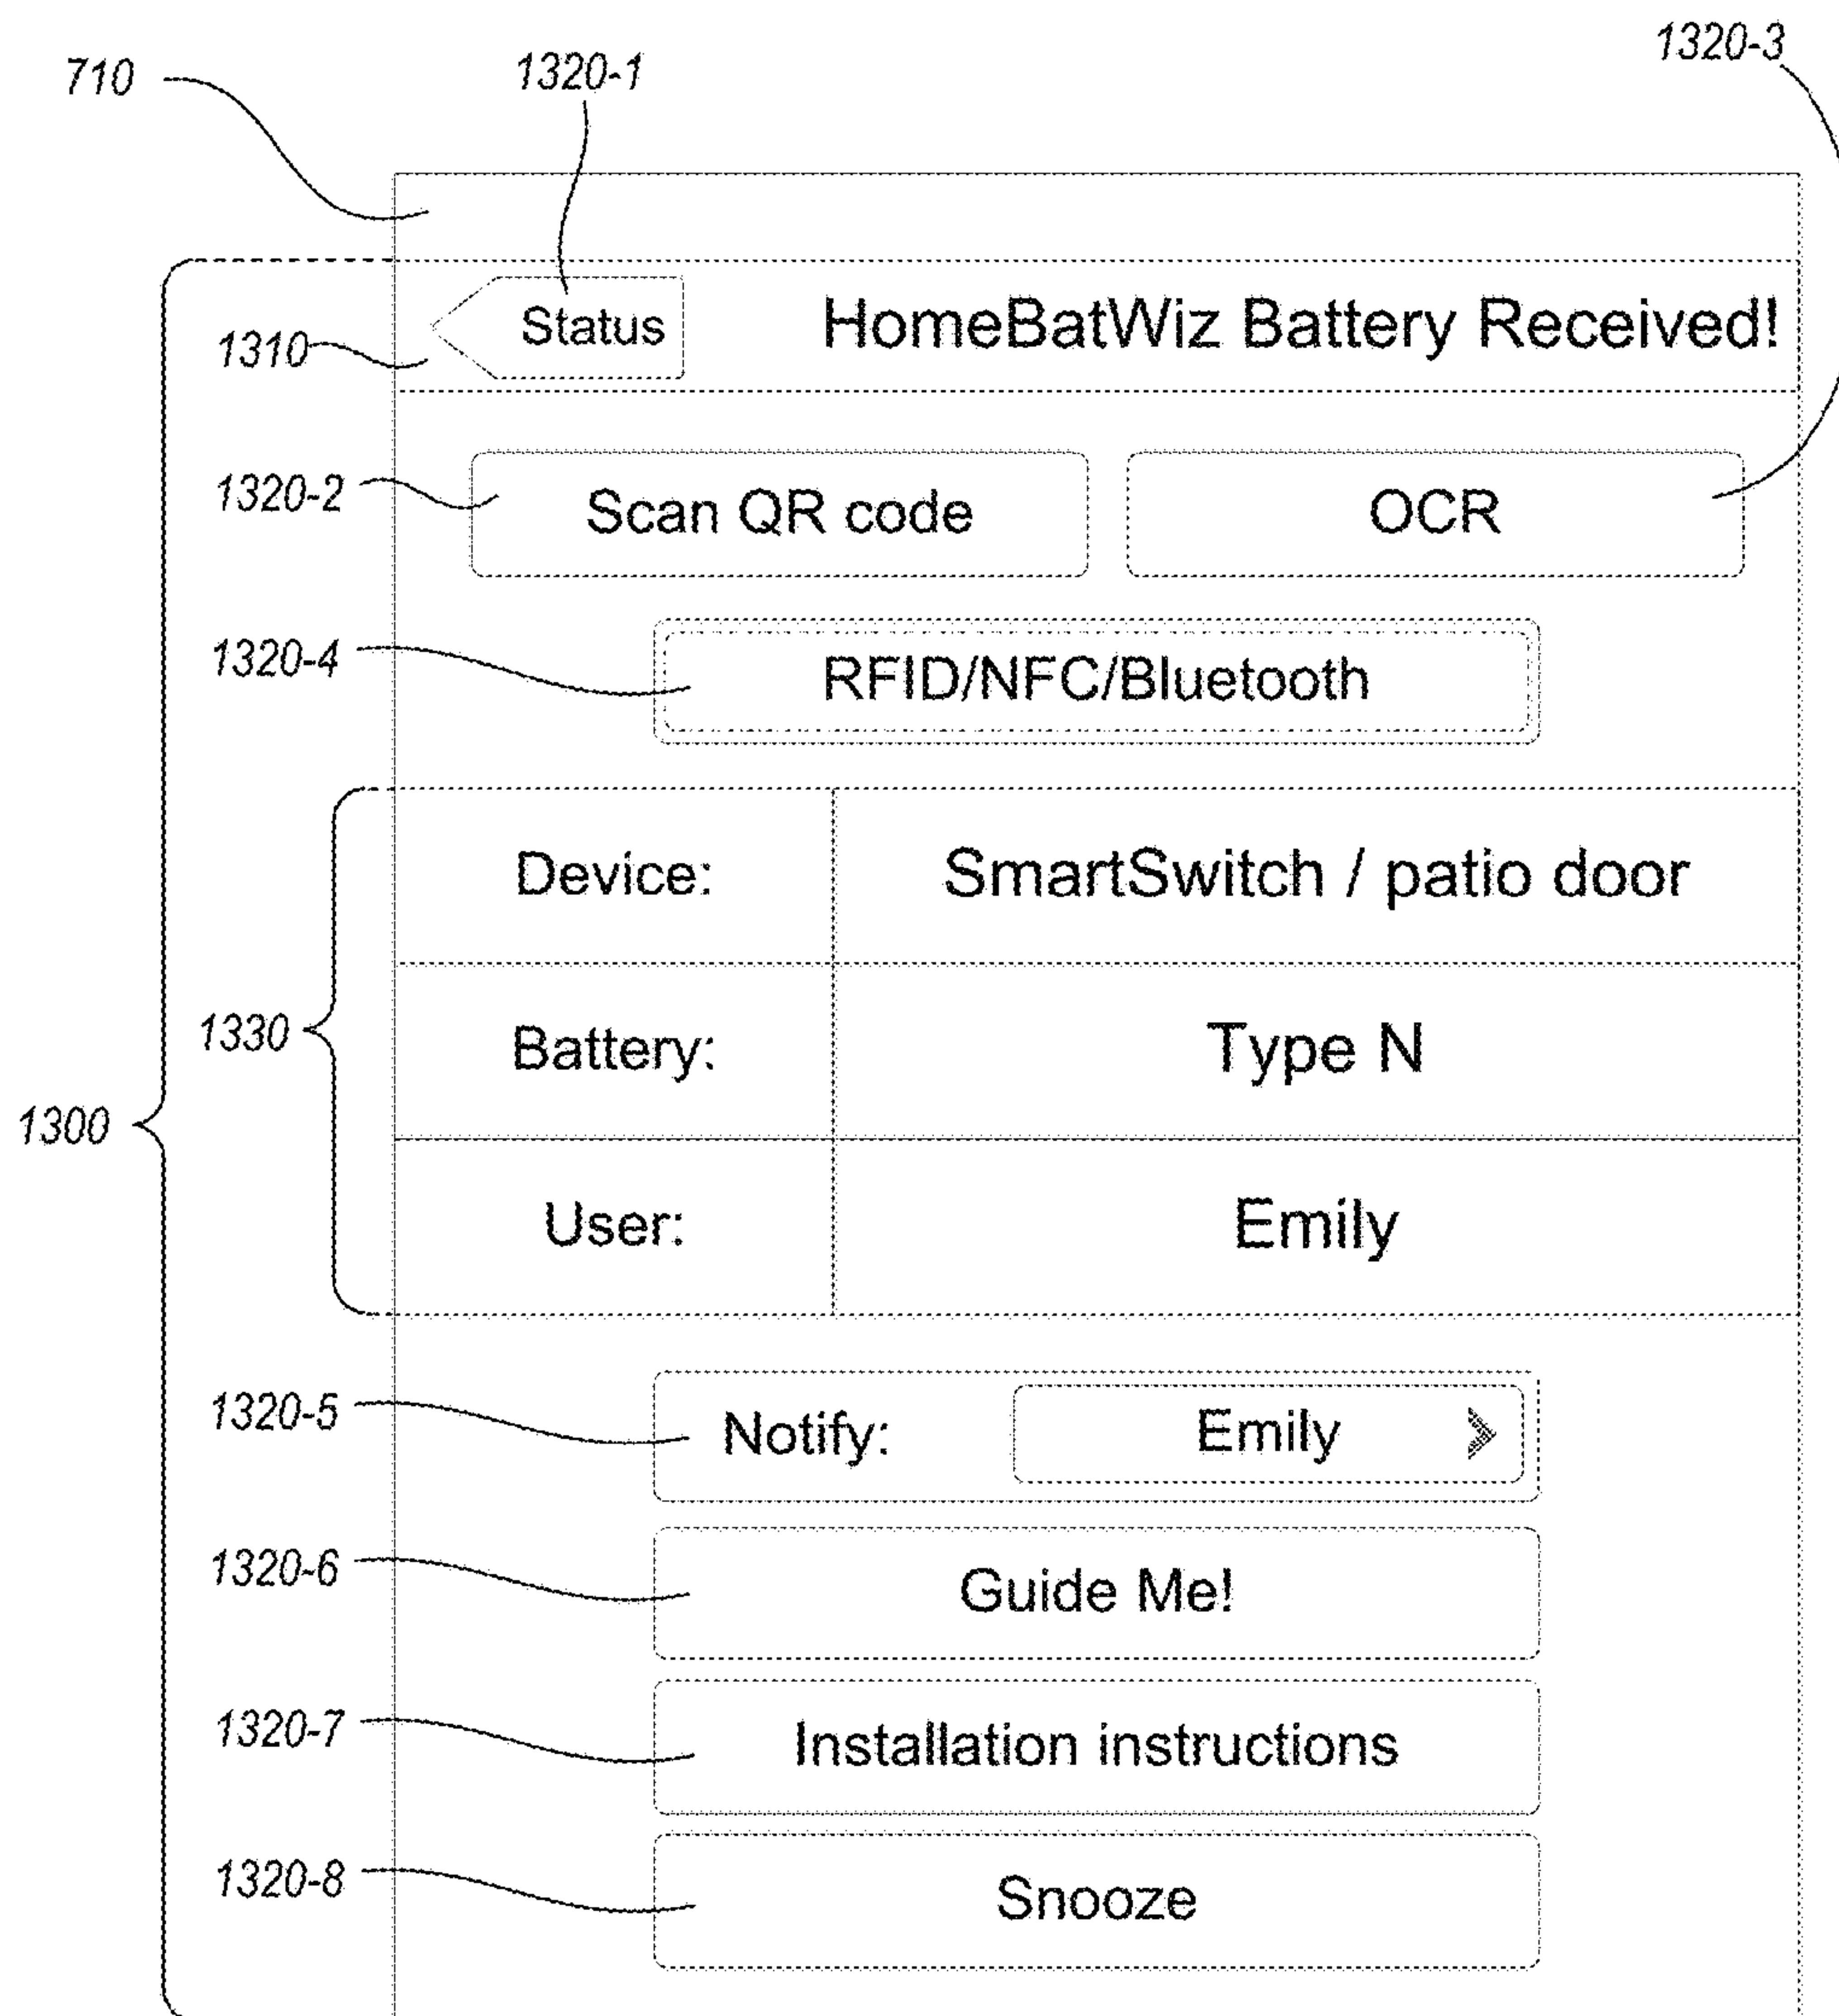 1320-3
710
1320-1
1310
Status
HomeBatWiz Battery Received!
1320-2
Scan QR code
OCR
1320-4
RFID/NFC/Bluetooth
Device:
SmartSwitch / patio door
1330
Battery:
Type N
1300
User:
Emily
1320-5
Notify:
Emily
1320-6
Guide Me!
1320-7
Installation instructions
1320-8
Snooze